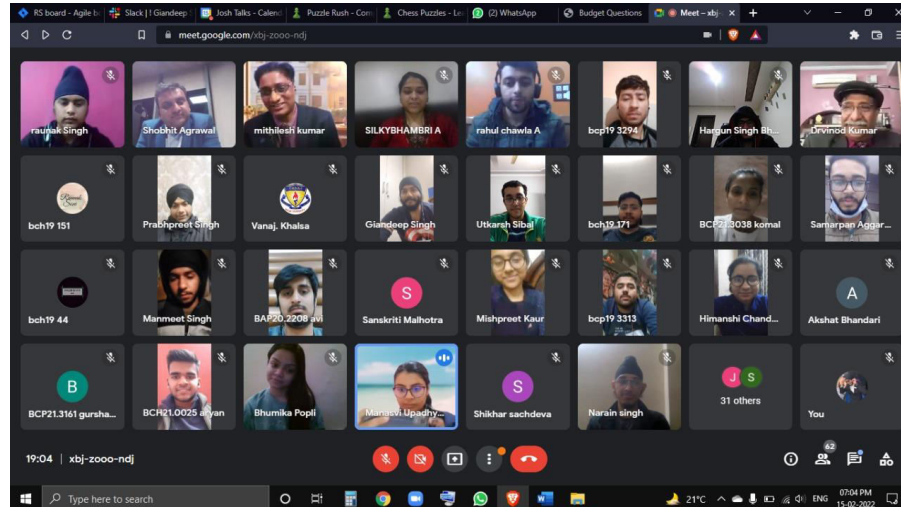 RS board - Agile b
Slack | ! Giandeep
Josh Talks - Calend
Puzzle Rush - Com
Chess Puzzles - Le
(2) WhatsApp
Budget Questions
Meet – xbj-
meet.google.com/xbj-zooo-ndj
raunak Singh
Shobhit Agrawal
mithilesh kumar
SILKYBHAMBRI A
rahul chawla A
bcp19 3294
Hargun Singh Bh...
Drvinod Kumar
bch19 151
Prabhpreet Singh
Vanaj. Khalsa
Giandeep Singh
Utkarsh Sibal
bch19.171
BCP21.3038 komal
Samarpan Aggar...
bch19 44
Manmeet Singh
BAP20.2208 avi
S
Sanskriti Malhotra
Mishpreet Kaur
bcp19 3313
Himanshi Chand...
A
Akshat Bhandari
B
BCP21.3161 gursha...
BCH21.0025 aryan
Bhumika Popli
Manasvi Upadhy...
S
Shikhar sachdeva
Narain singh
J S
31 others
You
19:04 | xbj-zooo-ndj
62
Type here to search
21°C
ENG
07:04 PM
15-02-2022